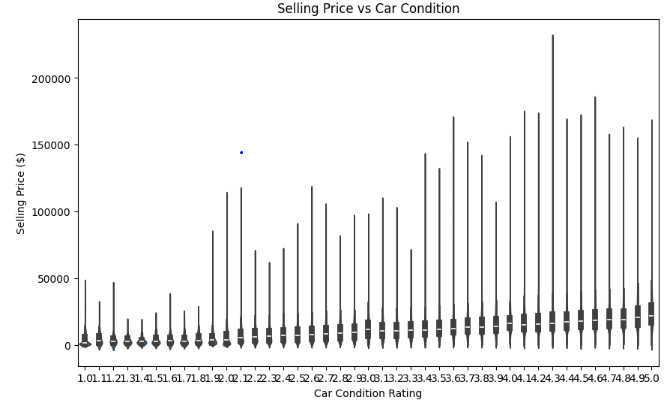 Selling Price vs Car Condition
200000
150000
100000
50000
0
Selling Price ($)
1.01.11.21.31.41.51.61.71.81.92.02.12.22.32.42.52.62.72.82.93.03.13.23.33.43.53.63.73.83.94.04.14.24.34.44.54.64.74.84.95.0
Car Condition Rating